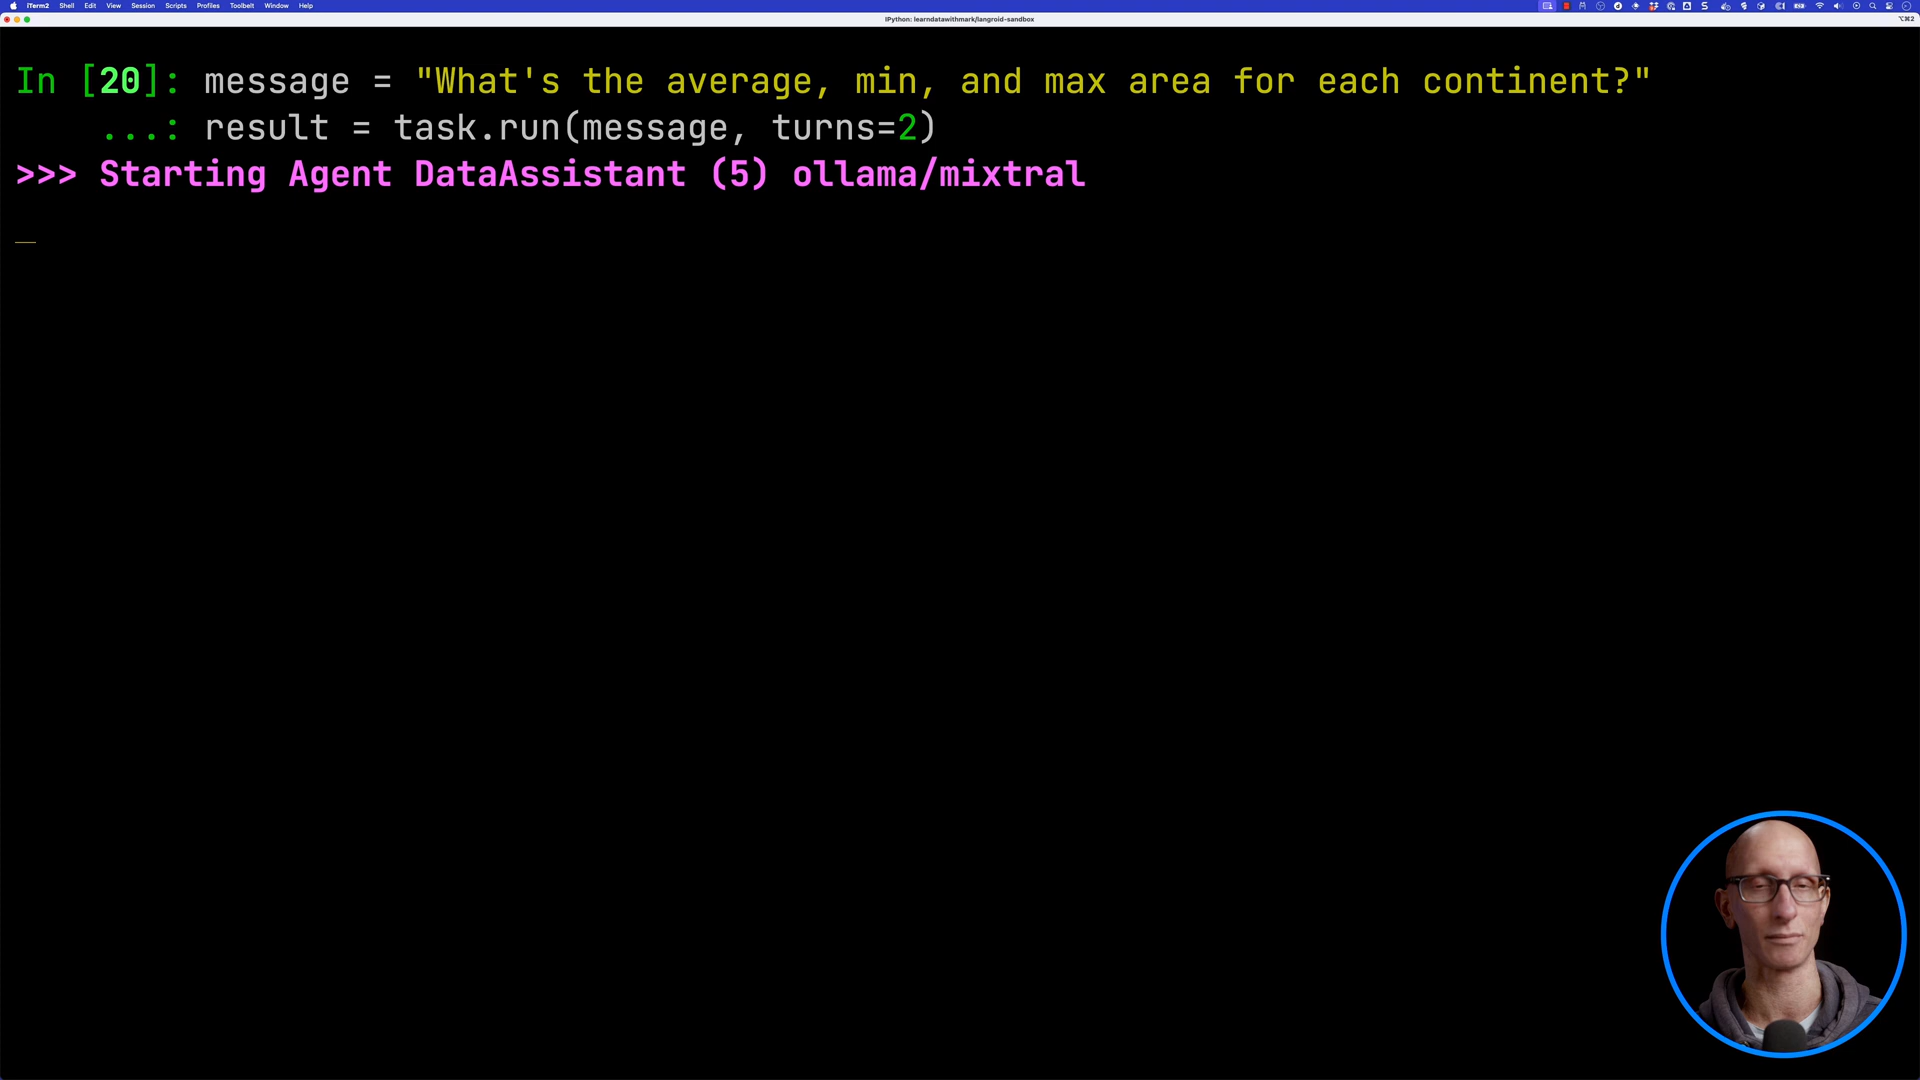 iTerm2 Shell Edit View Session Scripts Profiles Toolbelt Window Help
IPython: learndatawithmark/langroid-sandbox
⌥⌘2
In [20]: message = "What's the average, min, and max area for each continent?"
...: result = task.run(message, turns=2)
>>> Starting Agent DataAssistant (5) ollama/mixtral